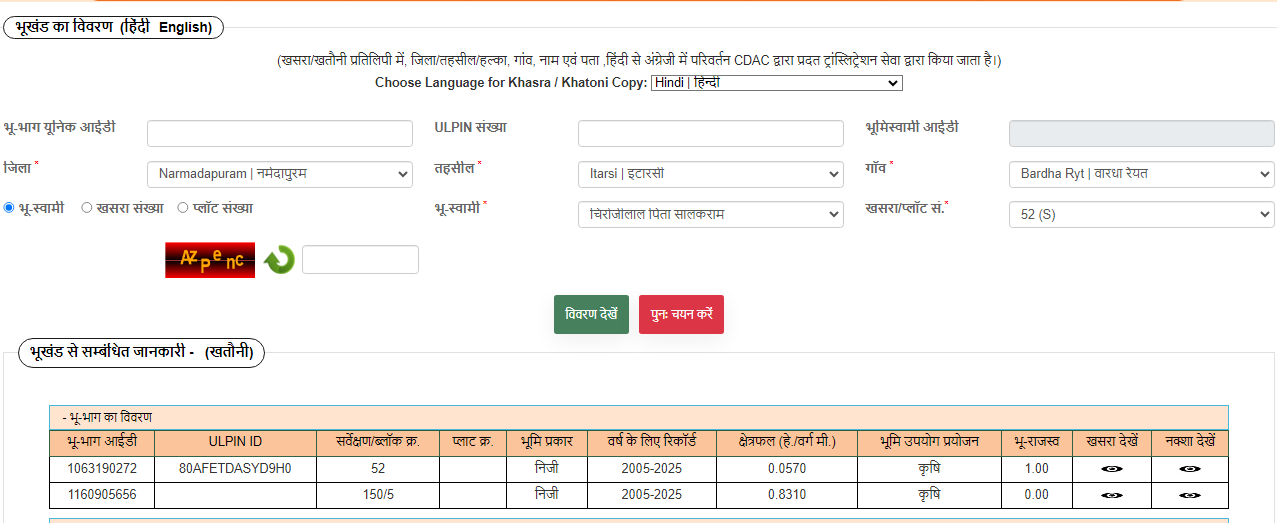 भूखंड का विवरण (हिंदी English)
(खसरा/खतौनी प्रतिलिपी में, जिला/तहसील/हल्का, गांव, नाम एवं पता ,हिंदी से अंग्रेजी में परिवर्तन CDAC द्वारा प्रदत ट्रांस्लिट्रेशन सेवा द्वारा किया जाता है।)
Choose Language for Khasra / Khatoni Copy: Hindi | हिन्दी
भू-भाग यूनिक आईडी ULPIN संख्या भूमिस्वामी आईडी
जिला * Narmadapuram | नर्मदापुरम तहसील * Itarsi | इटारसी गाँव * Bardha Ryt | वारधा रैयत
भू-स्वामी खसरा संख्या प्लॉट संख्या भू-स्वामी * चिरोंजीलाल पिता सालकराम खसरा/प्लॉट सं.* 52 (S)
AZpenc
विवरण देखें पुनः चयन करें
भूखंड से सम्बंधित जानकारी - (खतौनी)
- भू-भाग का विवरण
भू-भाग आईडी ULPIN ID सर्वेक्षण/ब्लॉक क्र. प्लाट क्र. भूमि प्रकार वर्ष के लिए रिकॉर्ड क्षेत्रफल (हे./वर्ग मी.) भूमि उपयोग प्रयोजन भू-राजस्व खसरा देखें नक्शा देखें
1063190272 80AFETDASYD9H0 52 निजी 2005-2025 0.0570 कृषि 1.00
1160905656 150/5 निजी 2005-2025 0.8310 कृषि 0.00